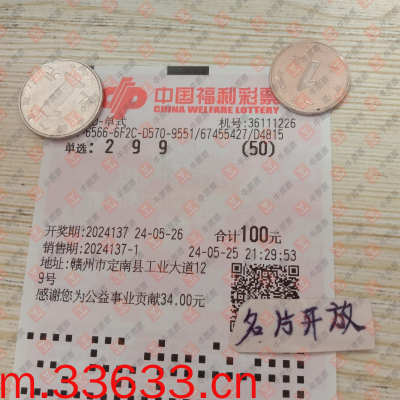 中国福利彩票
CHINA WELFARE LOTTERY
-单式 机号:36111226
6566-6F2C-D570-9551/67455427/D4815
单选: 2 9 9 (50)
开奖期:2024137 24-05-26 合计100元
销售期:2024137-1 24-05-25 21:29:53
地址:赣州市定南县工业大道12
9号
感谢您为公益事业贡献34.00元
名片开放
m.33633.cn